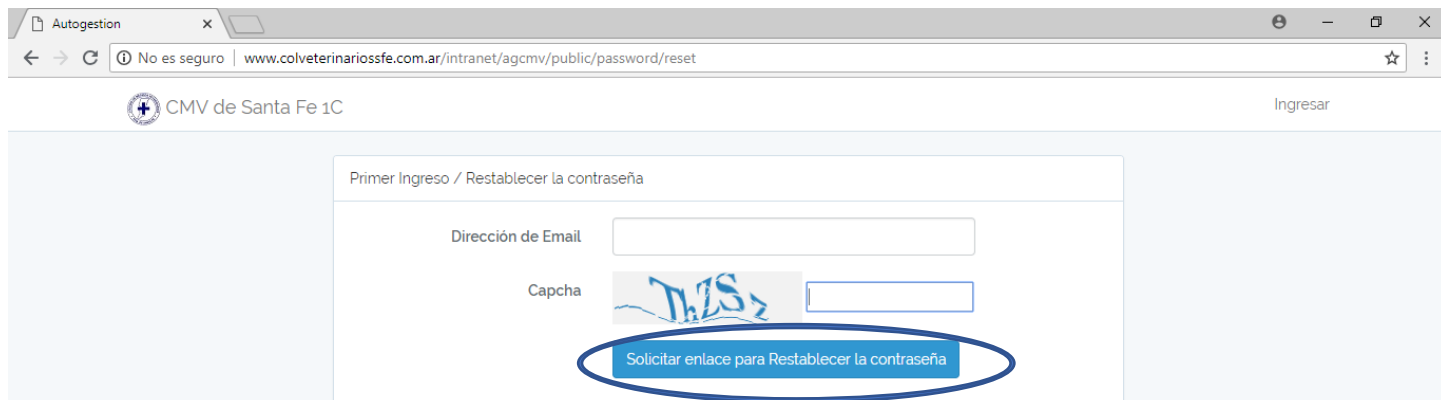 Autogestion
No es seguro | www.colveterinariossfe.com.ar/intranet/agcmv/public/password/reset
CMV de Santa Fe 1C
Ingresar
Primer Ingreso / Restablecer la contraseña
Dirección de Email
Capcha
Solicitar enlace para Restablecer la contraseña